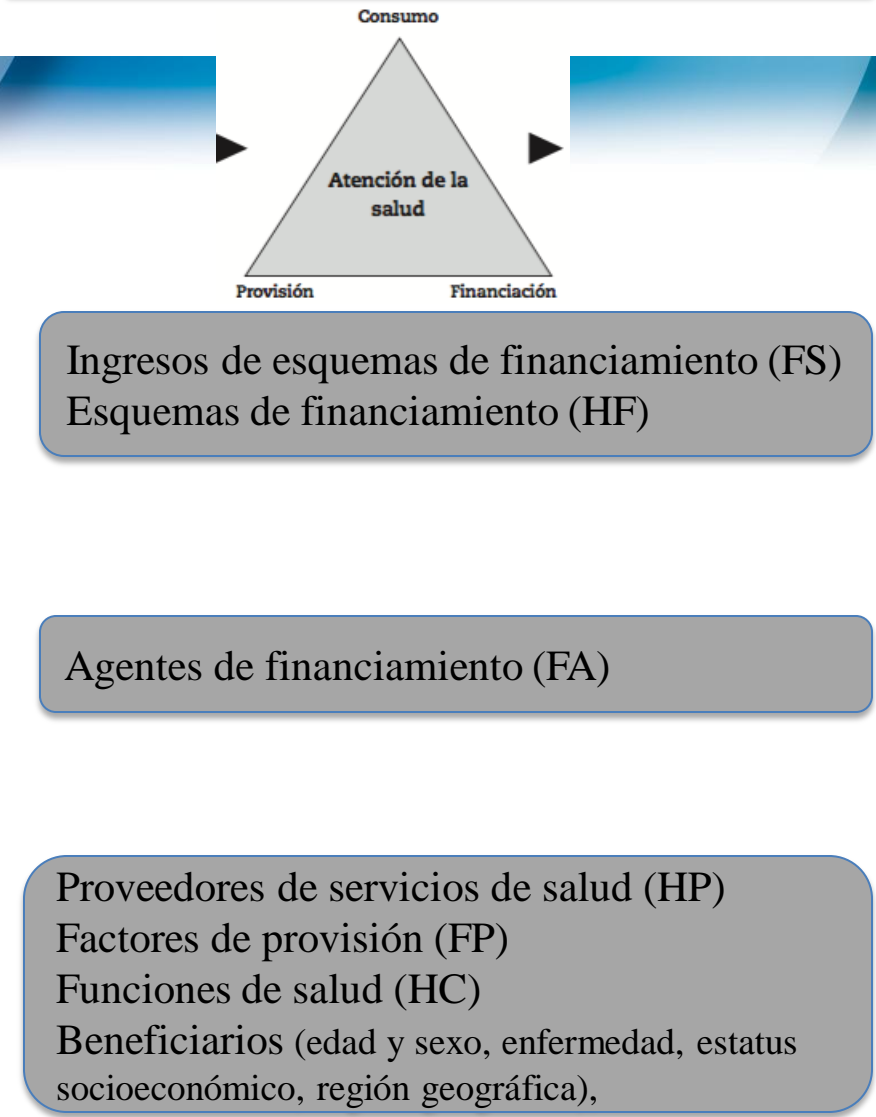 Consumo
Atención de la
salud
Provisión
Financiación
Ingresos de esquemas de financiamiento (FS)
Esquemas de financiamiento (HF)
Agentes de financiamiento (FA)
Proveedores de servicios de salud (HP)
Factores de provisión (FP)
Funciones de salud (HC)
Beneficiarios (edad y sexo, enfermedad, estatus
socioeconómico, región geográfica),